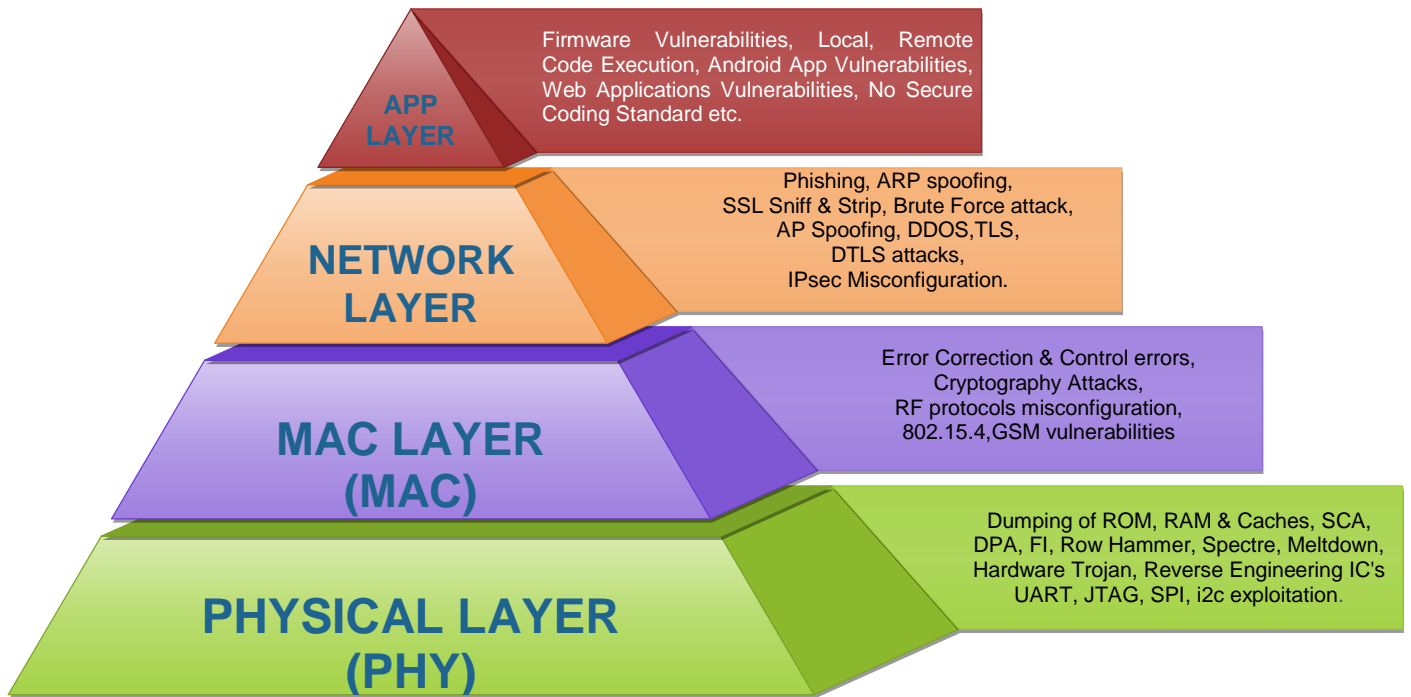 APP
LAYER
Firmware Vulnerabilities, Local, Remote
Code Execution, Android App Vulnerabilities,
Web Applications Vulnerabilities, No Secure
Coding Standard etc.
NETWORK
LAYER
Phishing, ARP spoofing,
SSL Sniff & Strip, Brute Force attack,
AP Spoofing, DDOS,TLS,
DTLS attacks,
IPsec Misconfiguration.
MAC LAYER
(MAC)
Error Correction & Control errors,
Cryptography Attacks,
RF protocols misconfiguration,
802.15.4,GSM vulnerabilities
PHYSICAL LAYER
(PHY)
Dumping of ROM, RAM & Caches, SCA,
DPA, FI, Row Hammer, Spectre, Meltdown,
Hardware Trojan, Reverse Engineering IC's
UART, JTAG, SPI, i2c exploitation.